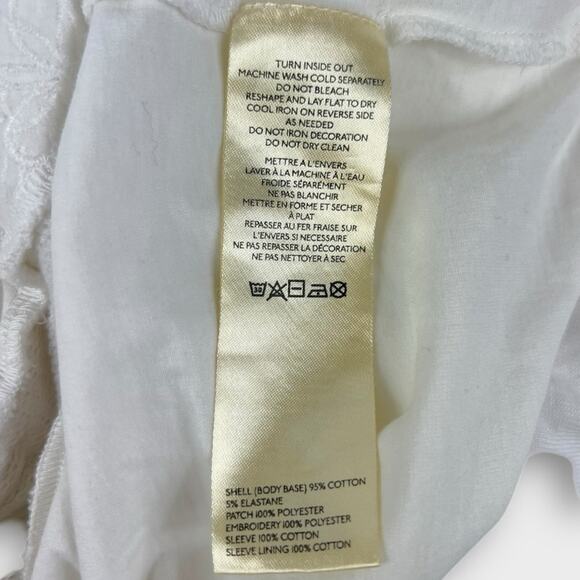 TURN INSIDE OUT
MACHINE WASH COLD SEPARATELY
DO NOT BLEACH
RESHAPE AND LAY FLAT TO DRY
COOL IRON ON REVERSE SIDE
AS NEEDED
DO NOT IRON DECORATION
DO NOT DRY CLEAN
METTRE A L'ENVERS
LAVER À LA MACHINE À L'EAU
FROIDE SÉPARÉMENT
NE PAS BLANCHIR
METTRE EN FORME ET SECHER
À PLAT
REPASSER AU FER FRAISE SUR
L'ENVERS SI NECESSAIRE
NE PAS REPASSER LA DÉCORATION
NE PAS NETTOYER À SEC
30
SHELL (BODY BASE) 95% COTTON
5% ELASTANE
PATCH 100% POLYESTER
EMBROIDERY 100% POLYESTER
SLEEVE 100% COTTON
SLEEVE LINING 100% COTTON